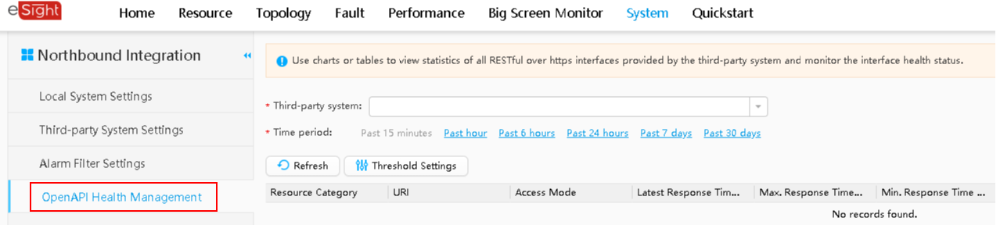 eSight Home Resource Topology Fault Performance Big Screen Monitor System Quickstart
Northbound Integration
Local System Settings
Third-party System Settings
Alarm Filter Settings
OpenAPI Health Management
Use charts or tables to view statistics of all RESTful over https interfaces provided by the third-party system and monitor the interface health status.
* Third-party system:
* Time period: Past 15 minutes Past hour Past 6 hours Past 24 hours Past 7 days Past 30 days
Refresh Threshold Settings
Resource Category URI Access Mode Latest Response Tim... Max. Response Time... Min. Response Time ...
No records found.